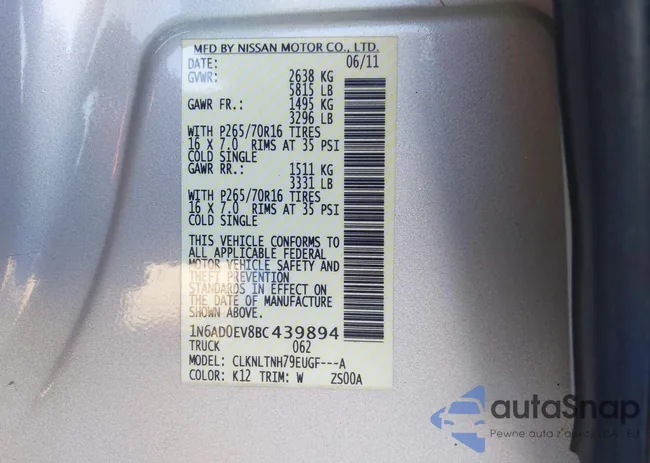 MFD BY NISSAN MOTOR CO., LTD.
DATE: 06/11
GVWR: 2638 KG
5815 LB
GAWR FR.: 1495 KG
3296 LB
WITH P265/70R16 TIRES
16 X 7.0 RIMS AT 35 PSI
COLD SINGLE
GAWR RR.: 1511 KG
3331 LB
WITH P265/70R16 TIRES
16 X 7.0 RIMS AT 35 PSI
COLD SINGLE
THIS VEHICLE CONFORMS TO
ALL APPLICABLE FEDERAL
MOTOR VEHICLE SAFETY AND
THEFT PREVENTION
STANDARDS IN EFFECT ON
THE DATE OF MANUFACTURE
SHOWN ABOVE.
1N6AD0EV8BC439894
TRUCK 062
MODEL: CLKNLTNH79EUGF---A
COLOR: K12 TRIM: W ZS00A
autoSnap
Pewne auto z